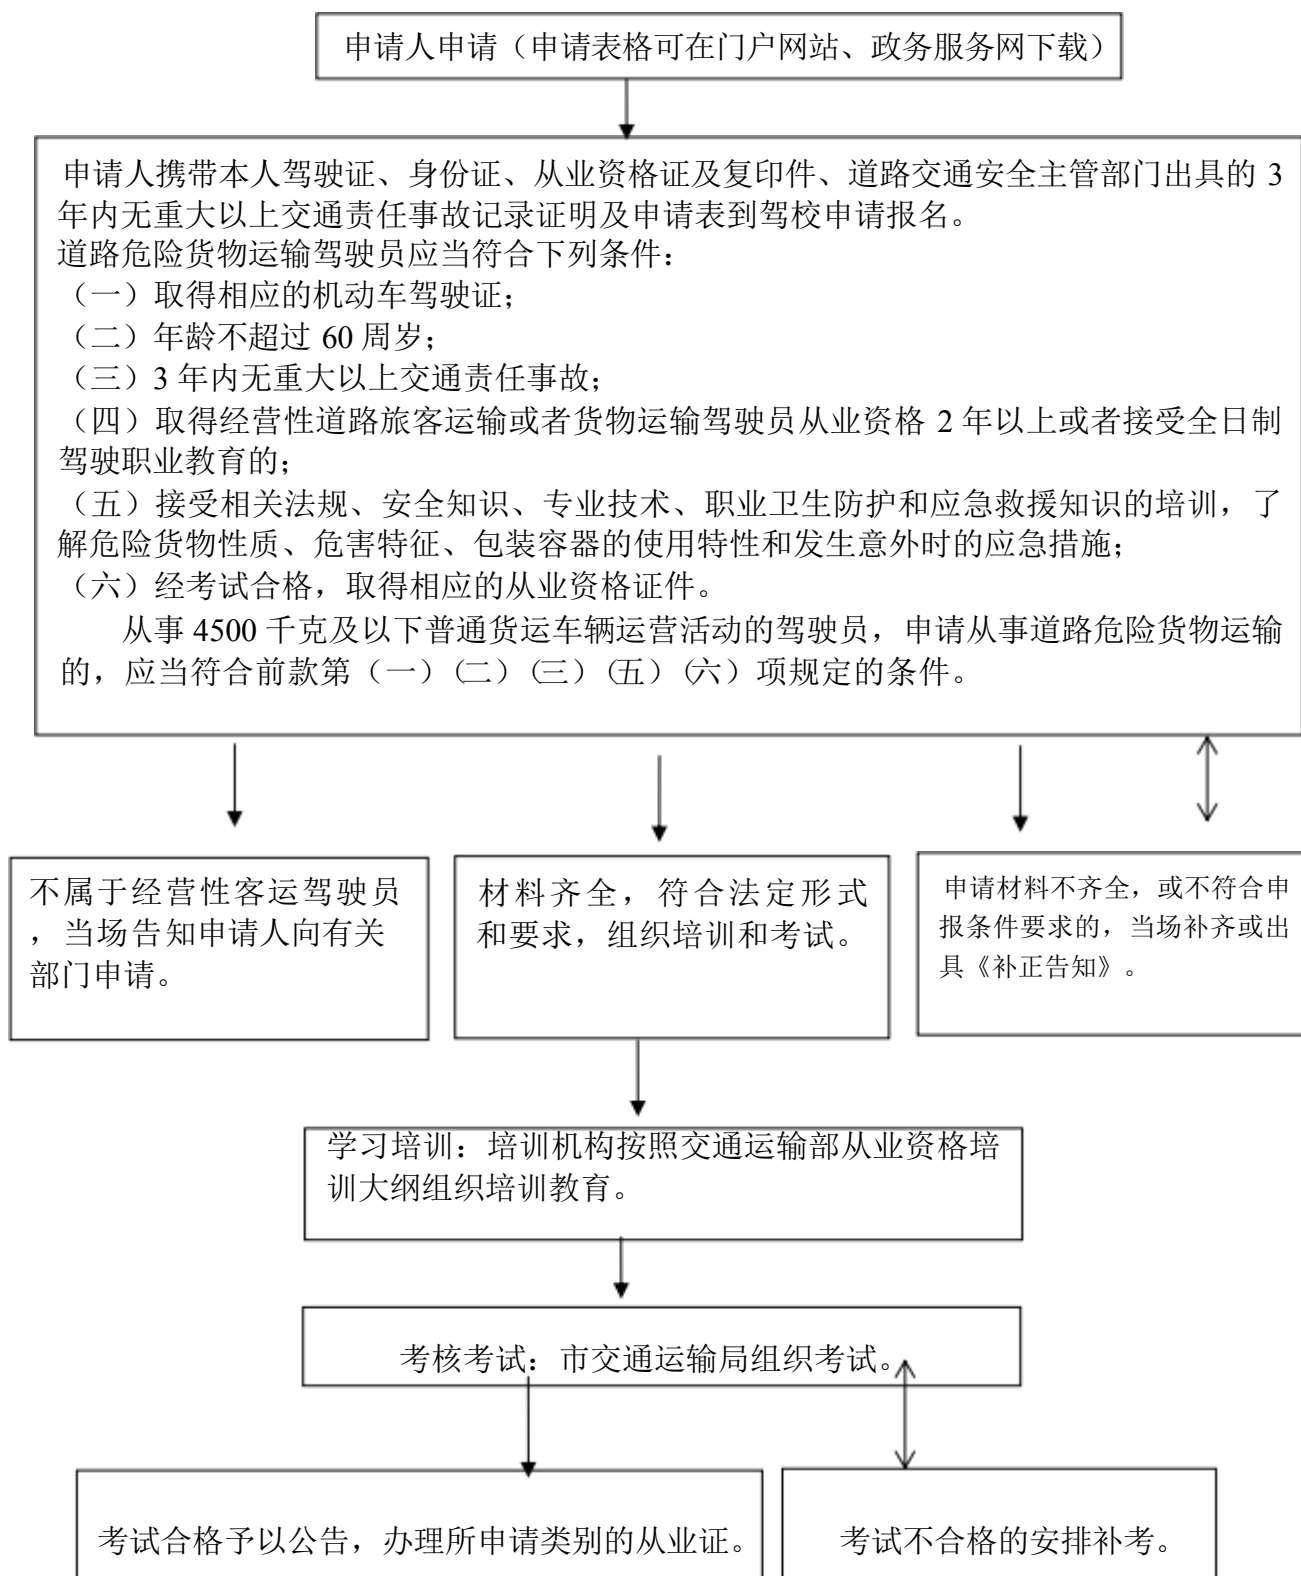 申请人申请（申请表格可在门户网站、政务服务网下载）
申请人携带本人驾驶证、身份证、从业资格证及复印件、道路交通安全主管部门出具的 3
年内无重大以上交通责任事故记录证明及申请表到驾校申请报名。
道路危险货物运输驾驶员应当符合下列条件：
（一）取得相应的机动车驾驶证；
（二）年龄不超过 60 周岁；
（三）3 年内无重大以上交通责任事故；
（四）取得经营性道路旅客运输或者货物运输驾驶员从业资格 2 年以上或者接受全日制
驾驶职业教育的；
（五）接受相关法规、安全知识、专业技术、职业卫生防护和应急救援知识的培训，了
解危险货物性质、危害特征、包装容器的使用特性和发生意外时的应急措施；
（六）经考试合格，取得相应的从业资格证件。
从事 4500 千克及以下普通货运车辆运营活动的驾驶员，申请从事道路危险货物运输
的，应当符合前款第（一）（二）（三）（五）（六）项规定的条件。
不属于经营性客运驾驶员
，当场告知申请人向有关
部门申请。
材料齐全，符合法定形式
和要求，组织培训和考试。
申请材料不齐全，或不符合申
报条件要求的，当场补齐或出
具《补正告知》。
学习培训：培训机构按照交通运输部从业资格培
训大纲组织培训教育。
考核考试：市交通运输局组织考试。
考试合格予以公告，办理所申请类别的从业证。
考试不合格的安排补考。